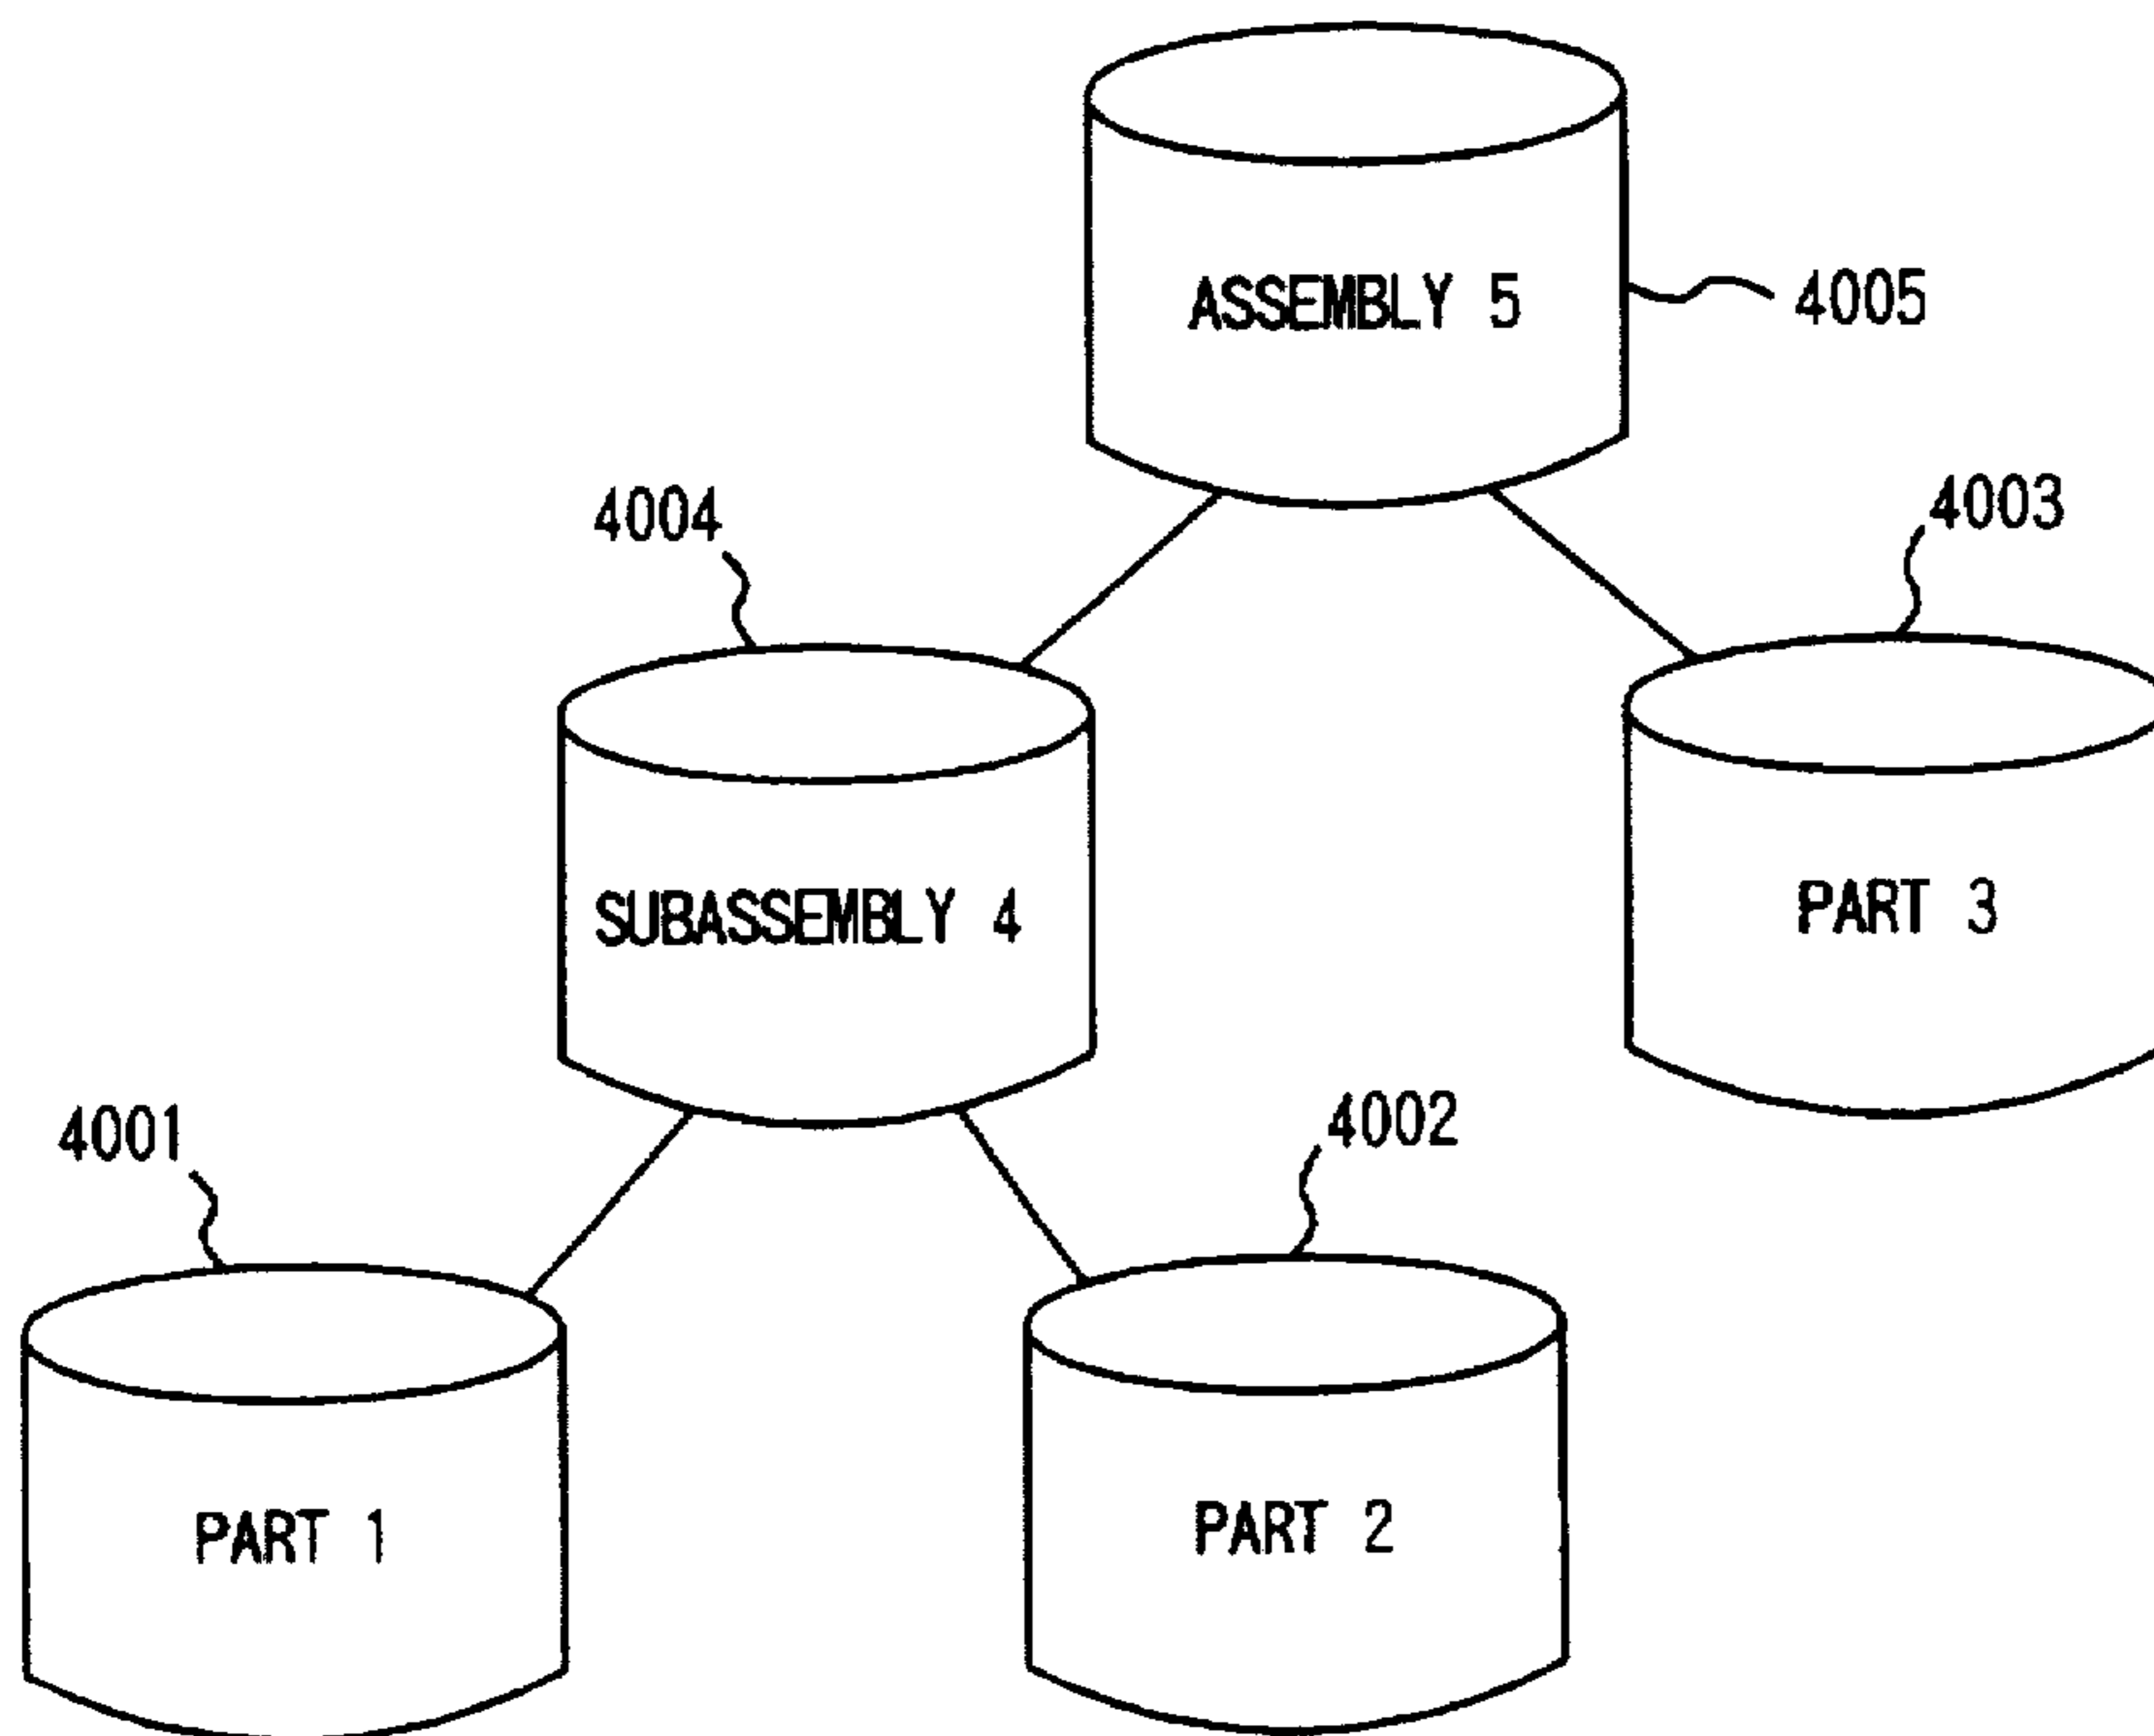 ASSEMBLY 5
4005
4004
4003
SUBASSEMBLY 4
PART 3
4001
4002
PART 1
PART 2